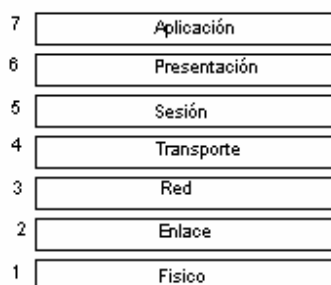 7 Aplicación
6 Presentación
5 Sesión
4 Transporte
3 Red
2 Enlace
1 Fisico